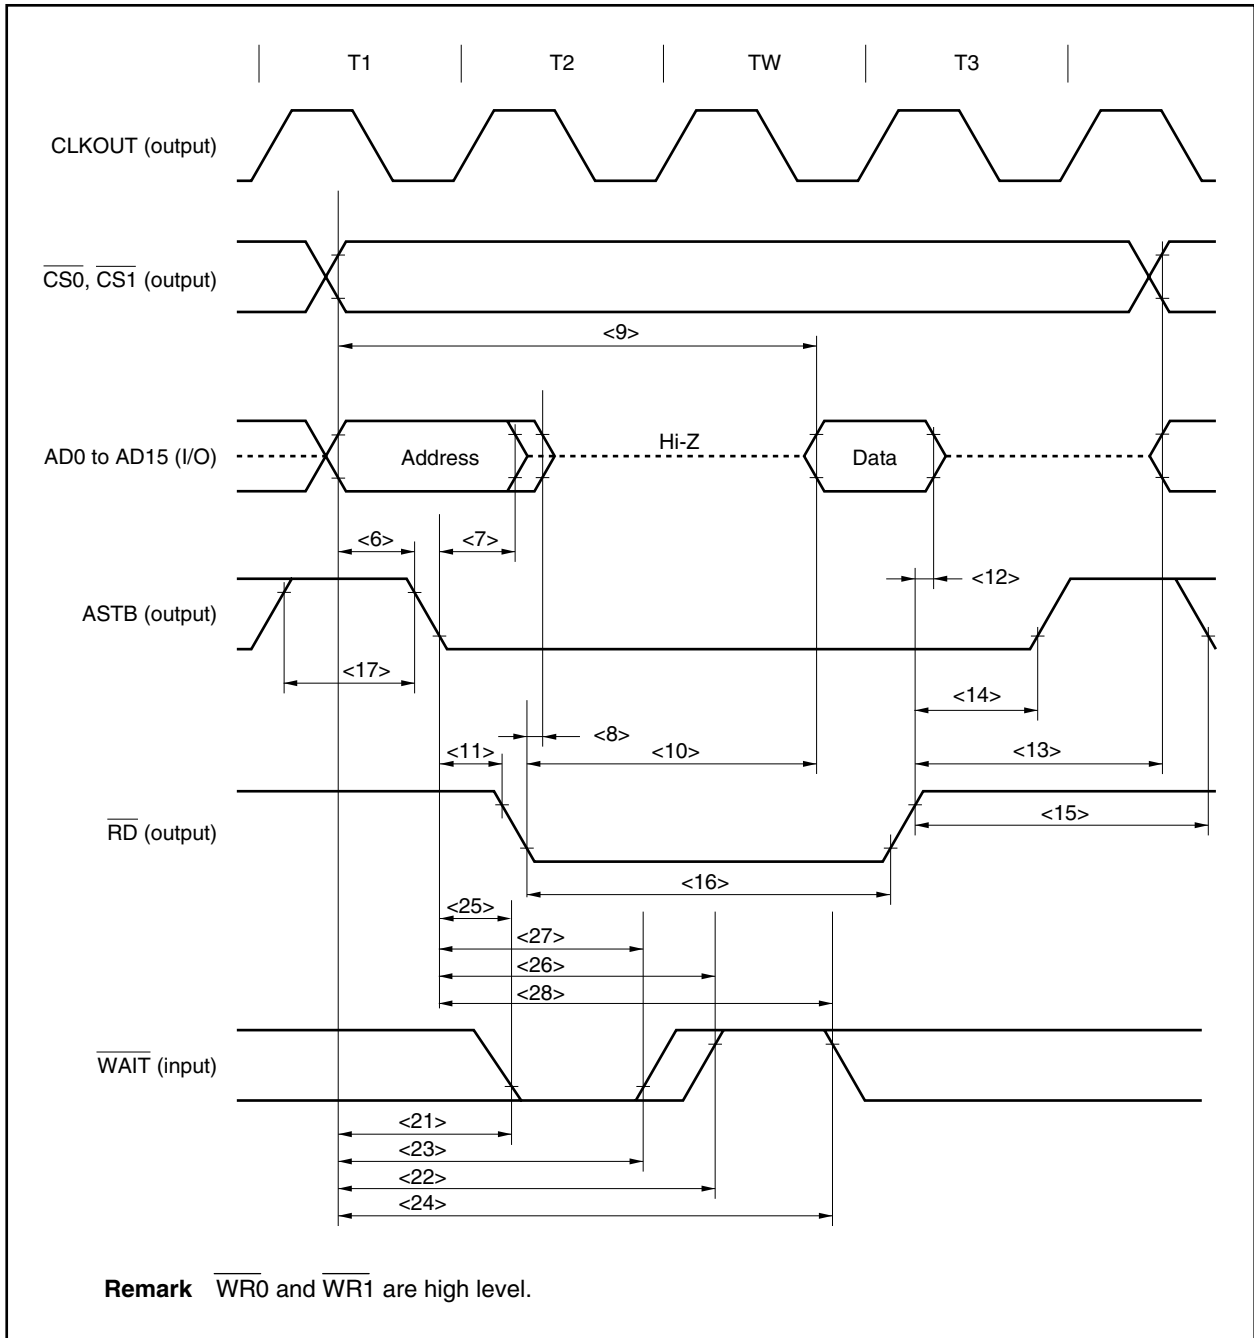 T1 T2 TW T3
CLKOUT (output)
CS0, CS1 (output)
<9>
AD0 to AD15 (I/O)
Address
Hi-Z
Data
<6> <7>
<12>
ASTB (output)
<17>
<14>
<8>
<11> <10> <13>
RD (output)
<15>
<16>
<25>
<27>
<26>
<28>
WAIT (input)
<21>
<23>
<22>
<24>
Remark WR0 and WR1 are high level.